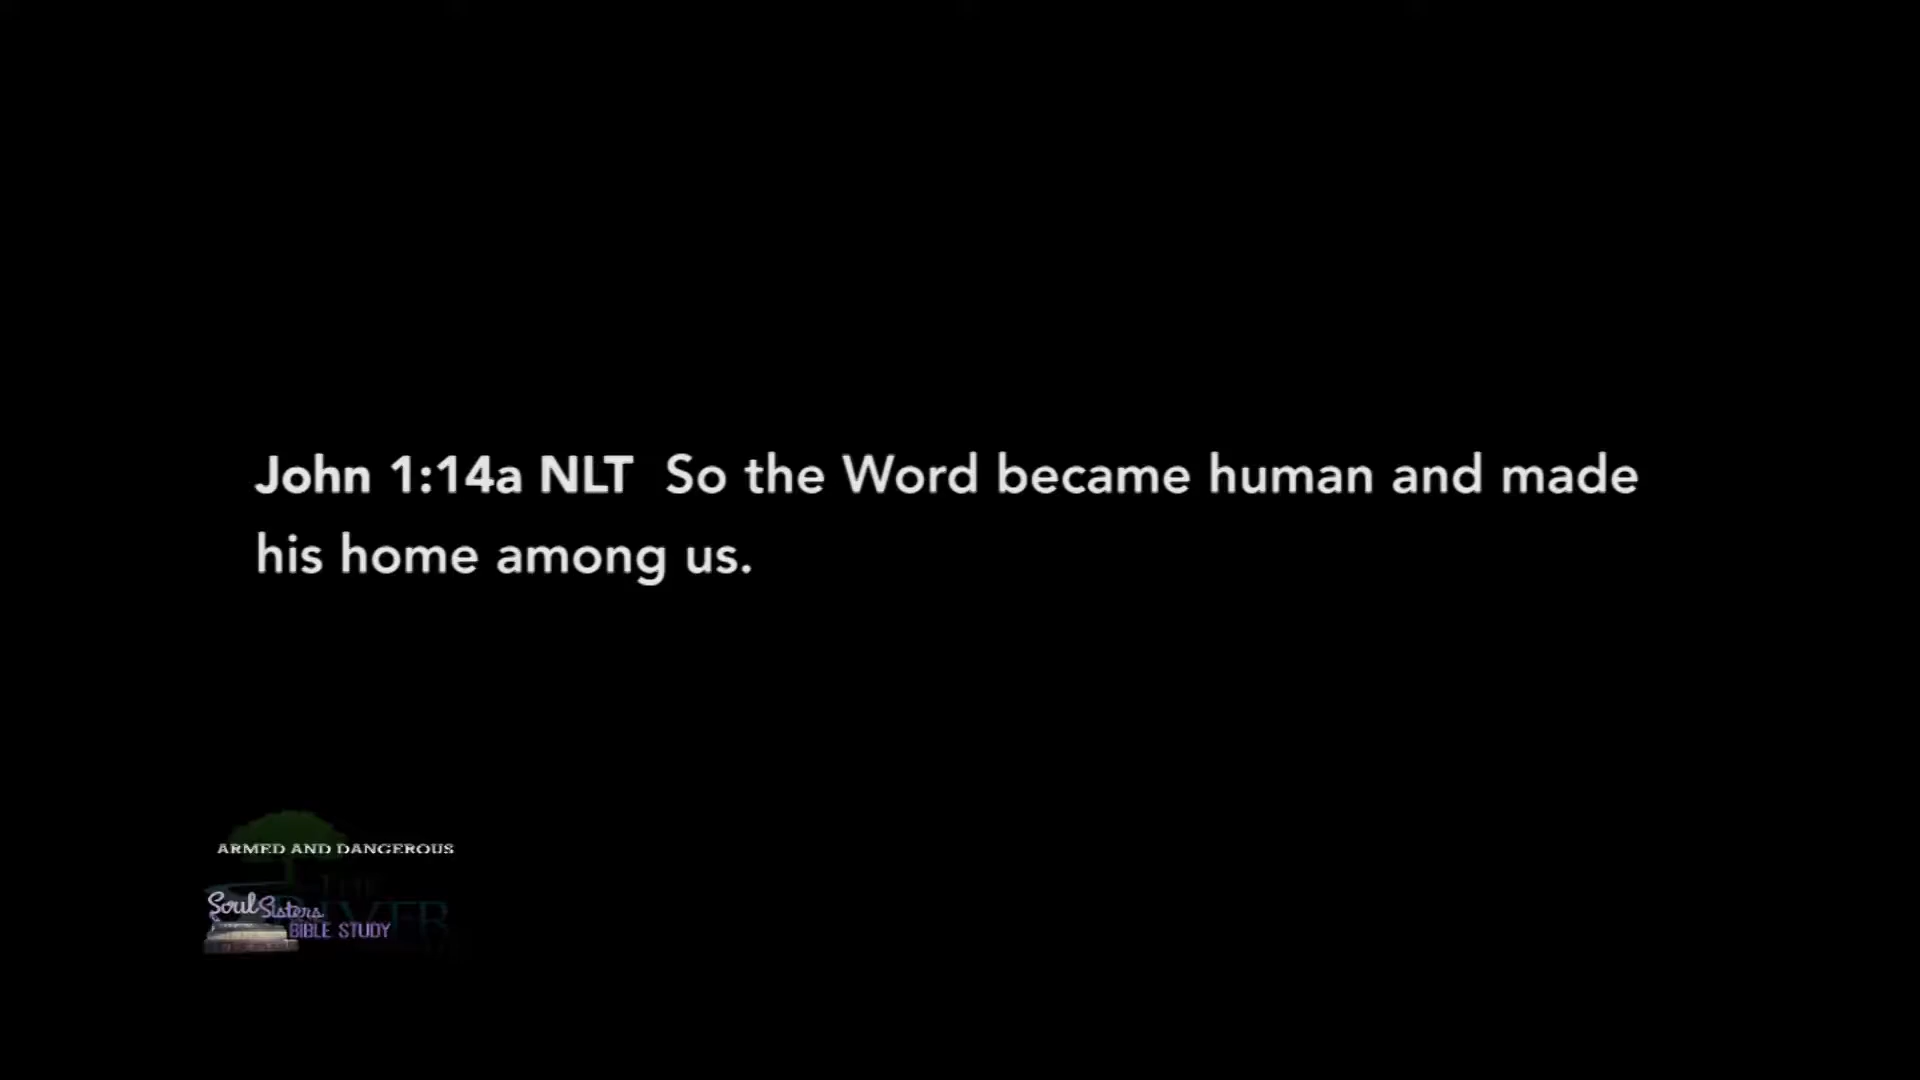 John 1:14a NLT So the Word became human and made
his home among us.
ARMED AND DANGEROUS
Soul Sisters
BIBLE STUDY